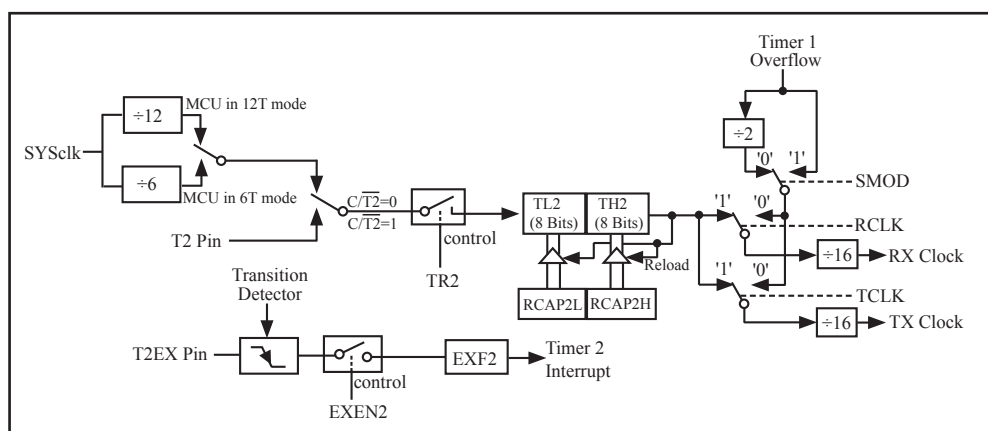 Timer 1
Overflow
÷12
MCU in 12T mode
SYSclk
÷6
MCU in 6T mode
÷2
'0' '1'
SMOD
C/T2=0
C/T2=1
T2 Pin
control
TR2
TL2
(8 Bits)
TH2
(8 Bits)
'1' '0'
RCLK
÷16
RX Clock
Reload
'1' '0'
RCAP2L
RCAP2H
TCLK
÷16
TX Clock
Transition
Detector
T2EX Pin
control
EXEN2
EXF2
Timer 2
Interrupt